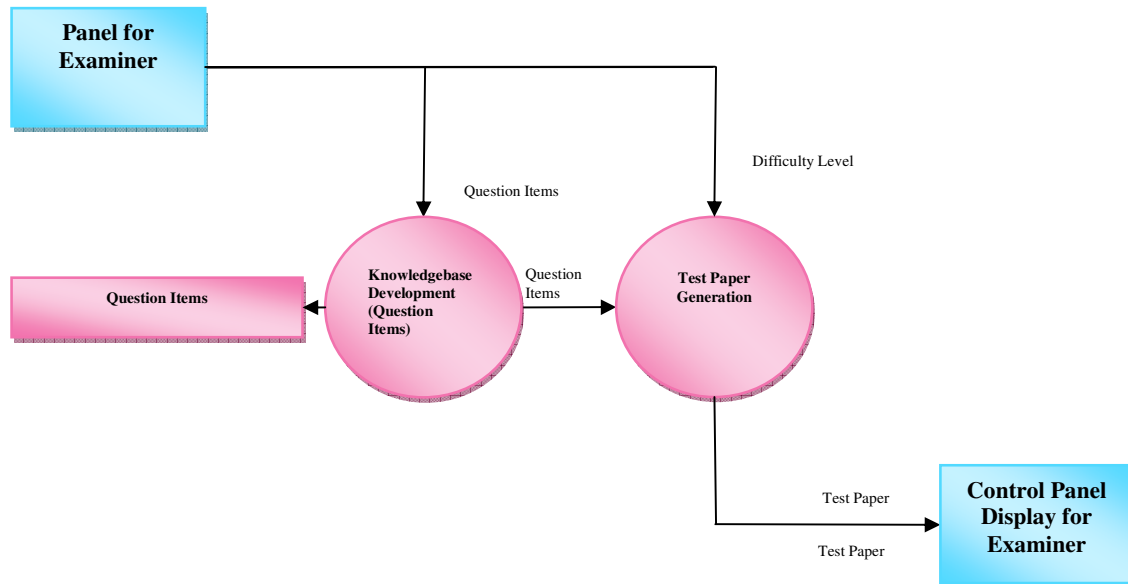 Panel for
Examiner
Difficulty Level
Question Items
Question Items
Knowledgebase
Development
(Question
Items)
Question
Items
Test Paper
Generation
Test Paper
Test Paper
Control Panel
Display for
Examiner